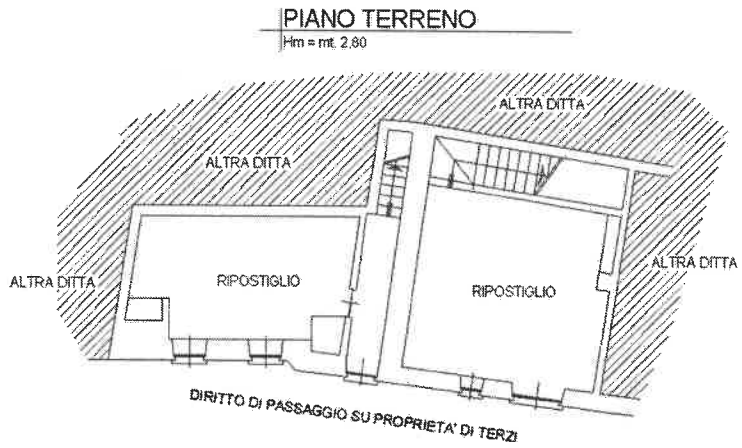 PIANO TERRENO
Hm = mt. 2,80
ALTRA DITTA
ALTRA DITTA
ALTRA DITTA
ALTRA DITTA
RIPOSTIGLIO
RIPOSTIGLIO
DIRITTO DI PASSAGGIO SU PROPRIETA' DI TERZI